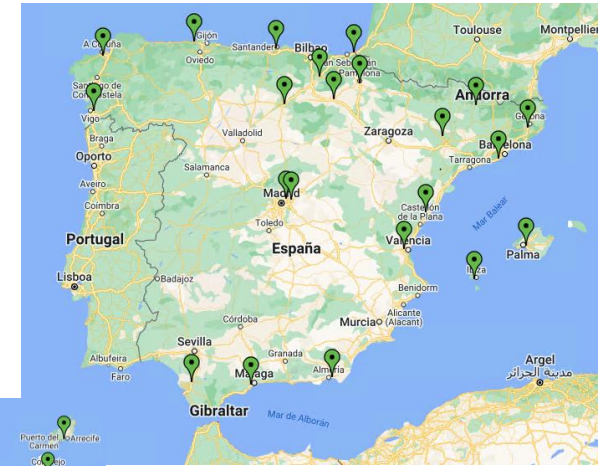 Toulouse
Montpellier
Gijón
A Coruña
Santander
Bilbao
Oviedo
San Sebastián
Pamplona
Santiago de
Compostela
Andorra
Vigo
Girona
Braga
Valladolid
Zaragoza
Barcelona
Oporto
Tarragona
Salamanca
Aveiro
Madrid
Coimbra
Castellón
de la Plana
Mar Balear
Toledo
Portugal
España
Valencia
Palma
Lisboa
Ibiza
Badajoz
Benidorm
Alicante
(Alacant)
Córdoba
Murcia
Sevilla
Albufeira
Granada
Argel
مدينة الجزائر
Faro
Málaga
Almería
Gibraltar
Mar de Alborán
Puerto del
Carmen
Arrecife